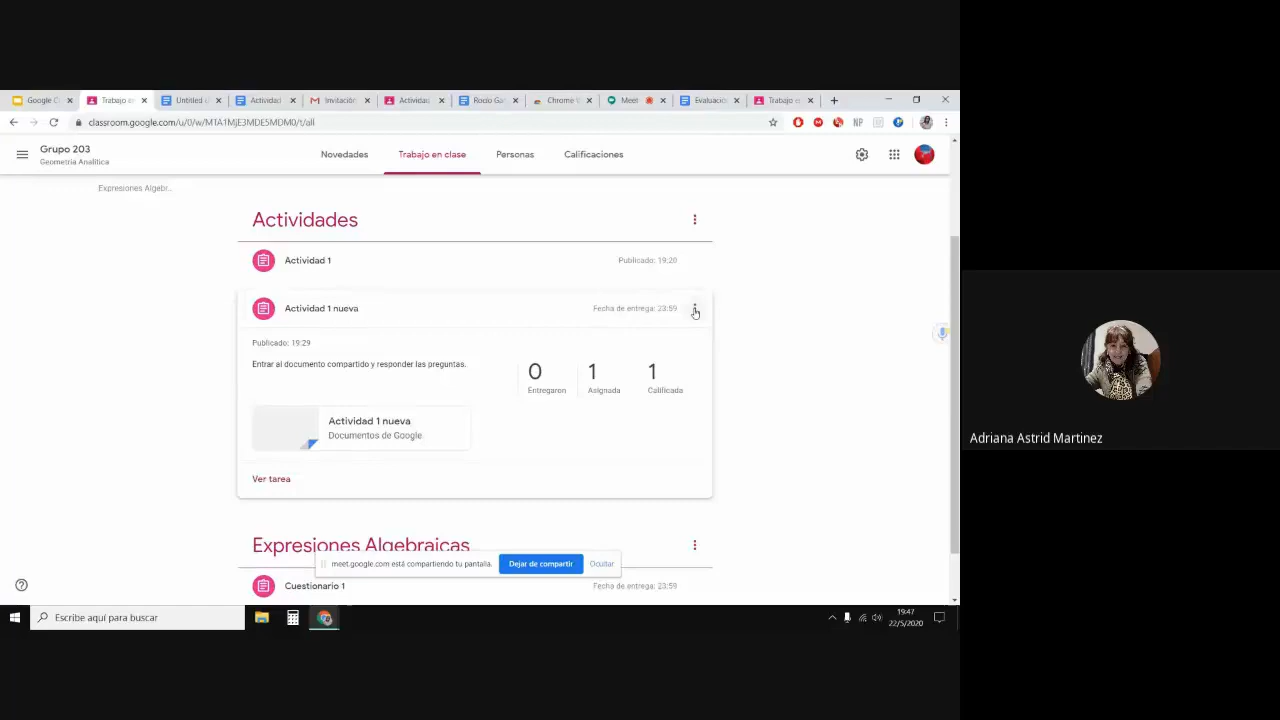 Google C
Trabajo en
Untitled d
Actividad
Invitación
Actividad
Rocío Ga
Chrome W
Meet
Evaluació
Trabajo e
classroom.google.com/u/0/w/MTA1MjE3MDE5MDM0/t/all
NP
Grupo 203
Geometría Analítica
Novedades
Trabajo en clase
Personas
Calificaciones
Expresiones Algebr...
Actividades
Actividad 1
Publicado: 19:20
Actividad 1 nueva
Fecha de entrega: 23:59
Publicado: 19:29
Entrar al documento compartido y responder las preguntas.
0
Entregaron
1
Asignada
1
Calificada
Actividad 1 nueva
Documentos de Google
Ver tarea
Expresiones Algebraicas
meet.google.com está compartiendo tu pantalla.
Dejar de compartir
Ocultar
Cuestionario 1
Fecha de entrega: 23:59
Escribe aquí para buscar
19:47
22/5/2020
Adriana Astrid Martinez